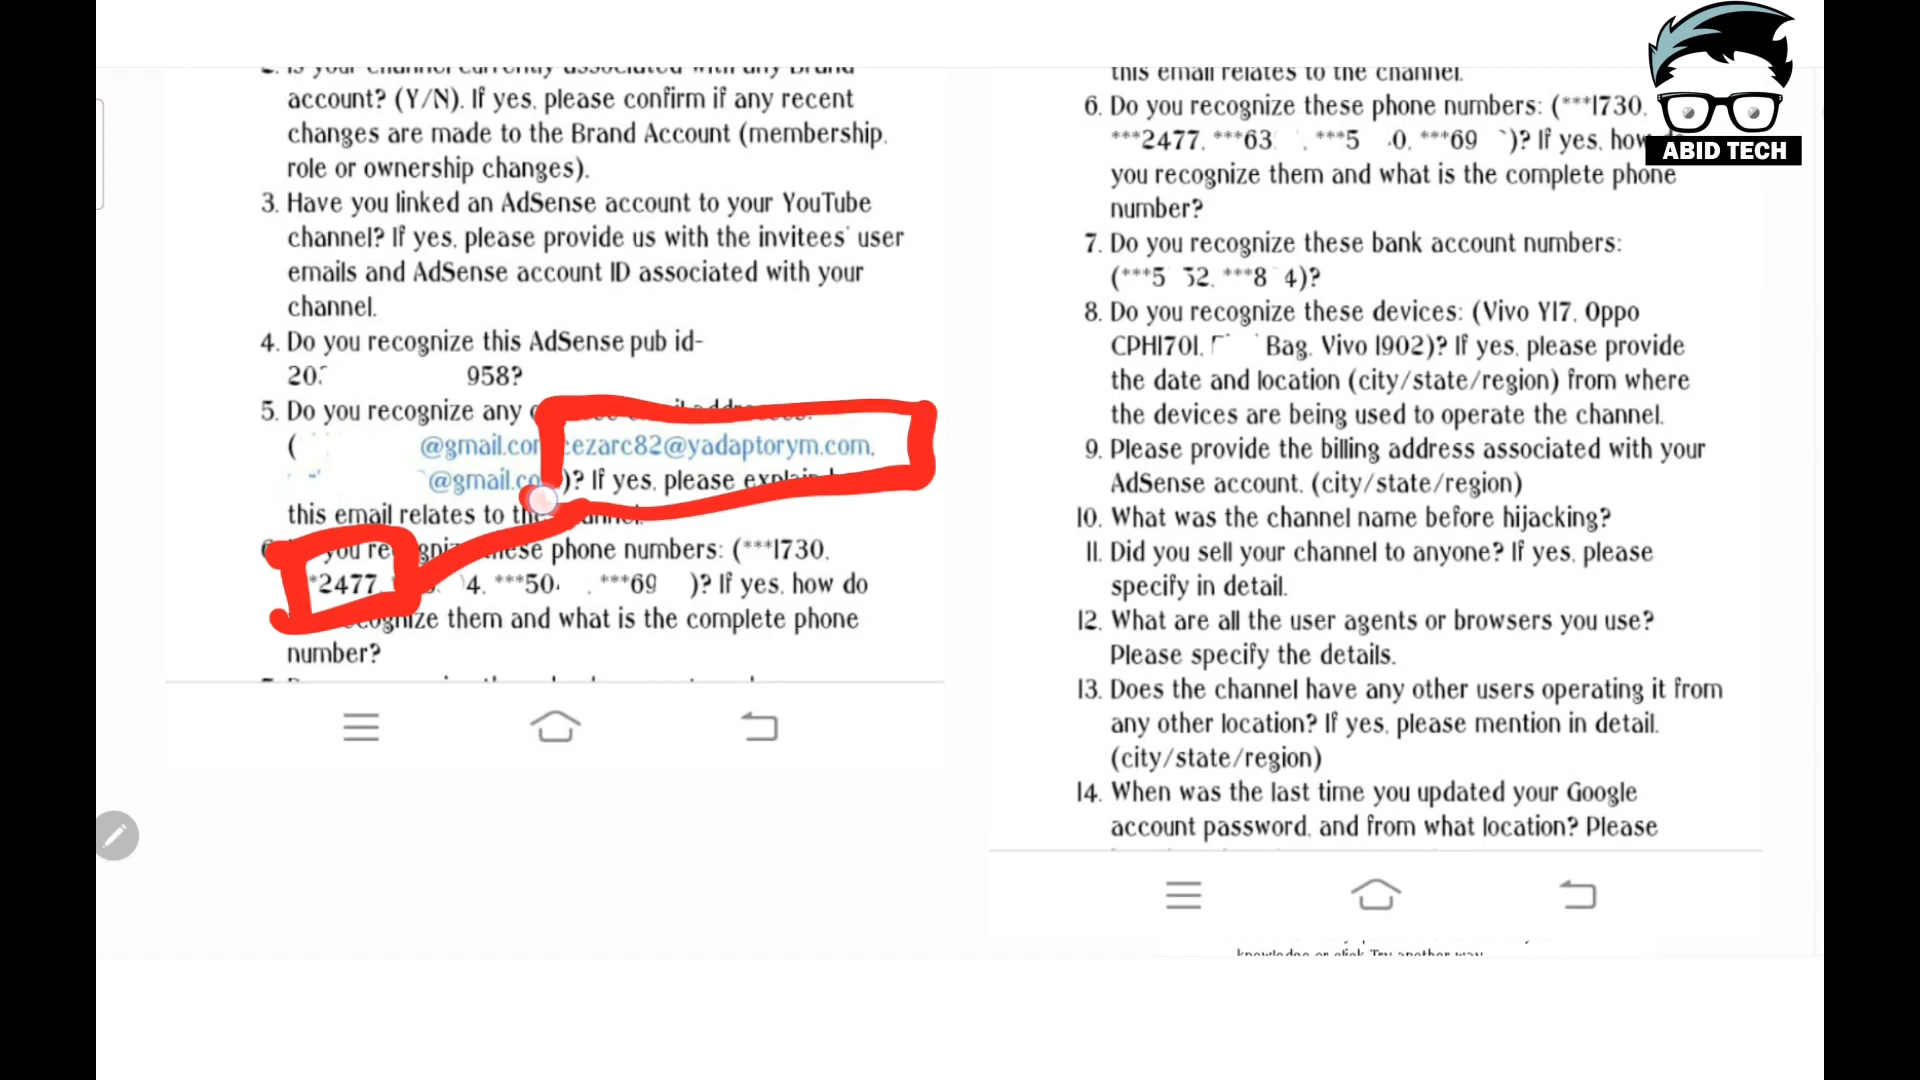 account? (Y/N). If yes, please confirm if any recent
changes are made to the Brand Account (membership,
role or ownership changes).
3. Have you linked an AdSense account to your YouTube
channel? If yes, please provide us with the invitees' user
emails and AdSense account ID associated with your
channel.
4. Do you recognize this AdSense pub id-
958?
5. Do you recognize any
( @gmail.com ezarc82@yadaptorym.com,
@gmail.co )? If yes, please explain
this email relates to the channel.
you recognize these phone numbers: (***1730,
*2477, 4, ***50 , ***69 )? If yes, how do
recognize them and what is the complete phone
number?
this email relates to the channel.
6. Do you recognize these phone numbers: (***1730,
***2477, ***63 , ***5 0, ***69 )? If yes, how
you recognize them and what is the complete phone
number?
7. Do you recognize these bank account numbers:
(***5 52, ***8 4)?
8. Do you recognize these devices: (Vivo Y17, Oppo
CPH1701, Bag, Vivo 1902)? If yes, please provide
the date and location (city/state/region) from where
the devices are being used to operate the channel.
9. Please provide the billing address associated with your
AdSense account. (city/state/region)
10. What was the channel name before hijacking?
11. Did you sell your channel to anyone? If yes, please
specify in detail.
12. What are all the user agents or browsers you use?
Please specify the details.
13. Does the channel have any other users operating it from
any other location? If yes, please mention in detail.
(city/state/region)
14. When was the last time you updated your Google
account password, and from what location? Please
ABID TECH